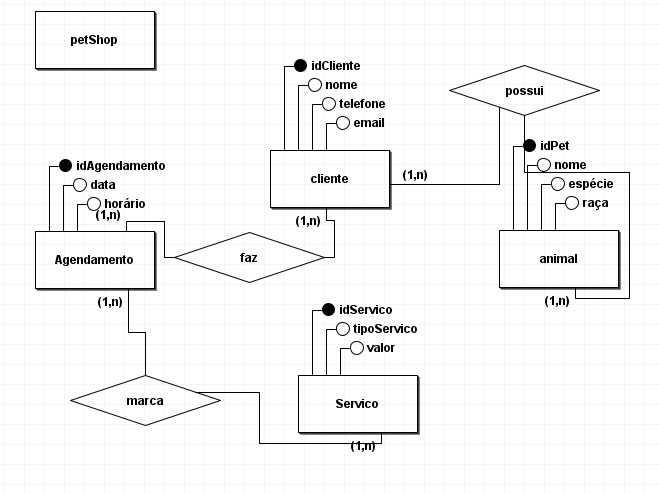 petShop
idCliente
nome
telefone
email
cliente
(1,n)
(1,n)
possui
idPet
nome
espécie
raça
animal
(1,n)
idAgendamento
data
horário
(1,n)
Agendamento
(1,n)
faz
idServico
tipoServico
valor
Servico
(1,n)
marca